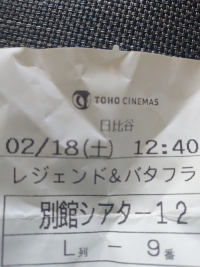 TOHO CINEMAS
日比谷
02/18(土) 12:40
レジェンド&バタフラ
別館シアター12
L列 - 9番